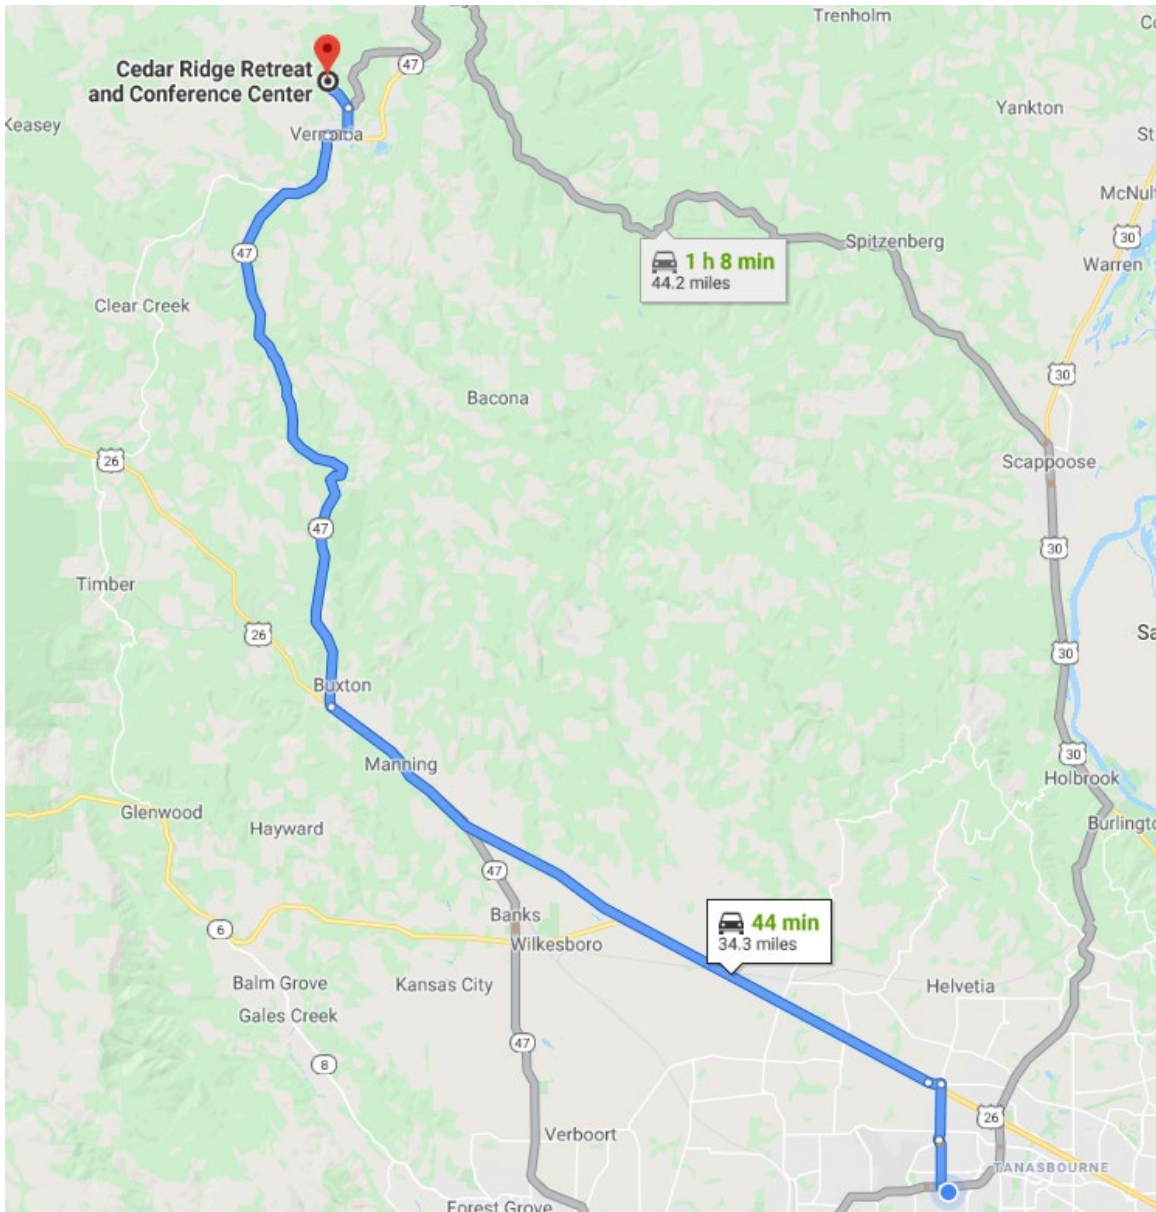 Trenholm
Cedar Ridge Retreat
and Conference Center
47
Yankton
Keasey
Vernonia
McNult
30
47
Spitzenberg
1 h 8 min
44.2 miles
Warren
Clear Creek
30
Bacona
26
Scappoose
47
30
Timber
26
30
Buxton
Manning
30
Holbrook
Glenwood
Hayward
Burlingto
47
6
Banks
44 min
34.3 miles
Wilkesboro
Balm Grove
Kansas City
Helvetia
Gales Creek
47
8
26
Verboort
TANASBOURNE
Forest Grove